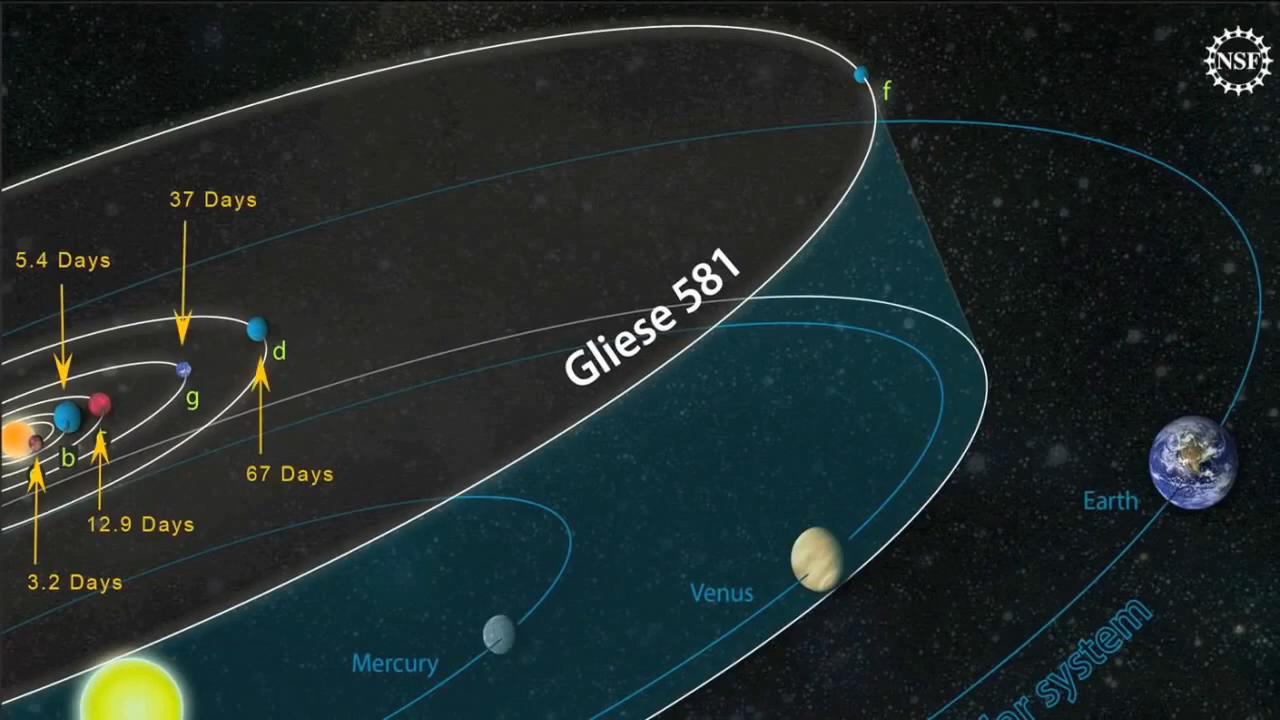 NSF
f
37 Days
5.4 Days
Gliese 581
d
g
b
67 Days
12.9 Days
3.2 Days
Earth
Venus
Mercury
system